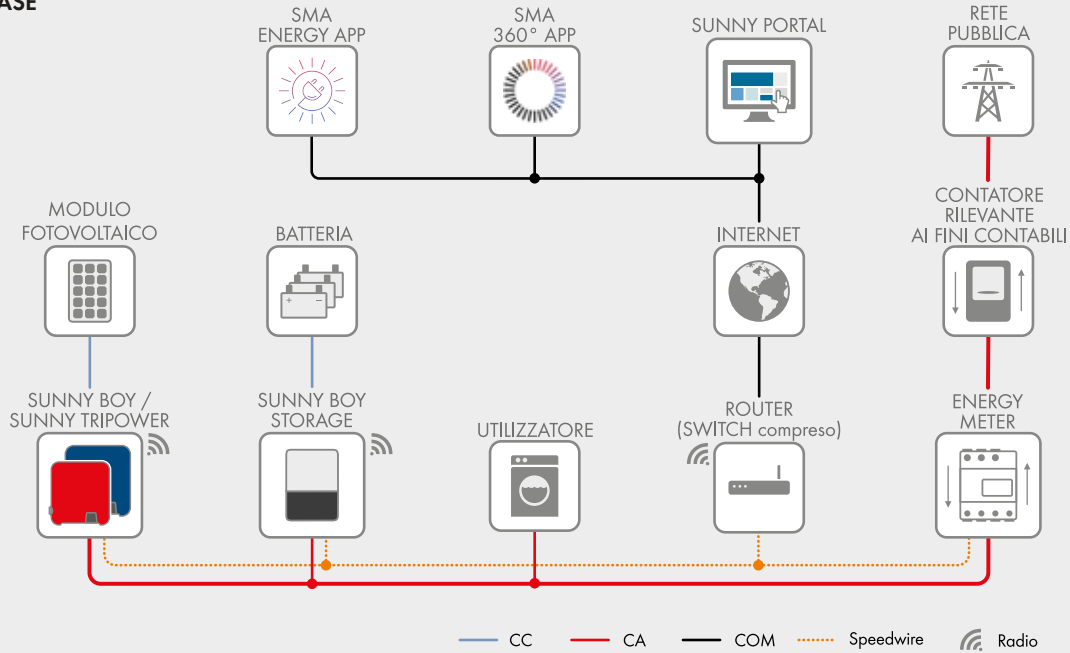 SMA
ENERGY APP
SMA
360° APP
SUNNY PORTAL
RETE
PUBBLICA
MODULO
FOTOVOLTAICO
BATTERIA
INTERNET
CONTATORE
RILEVANTE
AI FINI CONTABILI
SUNNY BOY /
SUNNY TRIPOWER
SUNNY BOY
STORAGE
UTILIZZATORE
ROUTER
(SWITCH compreso)
ENERGY
METER
CC
CA
COM
Speedwire
Radio